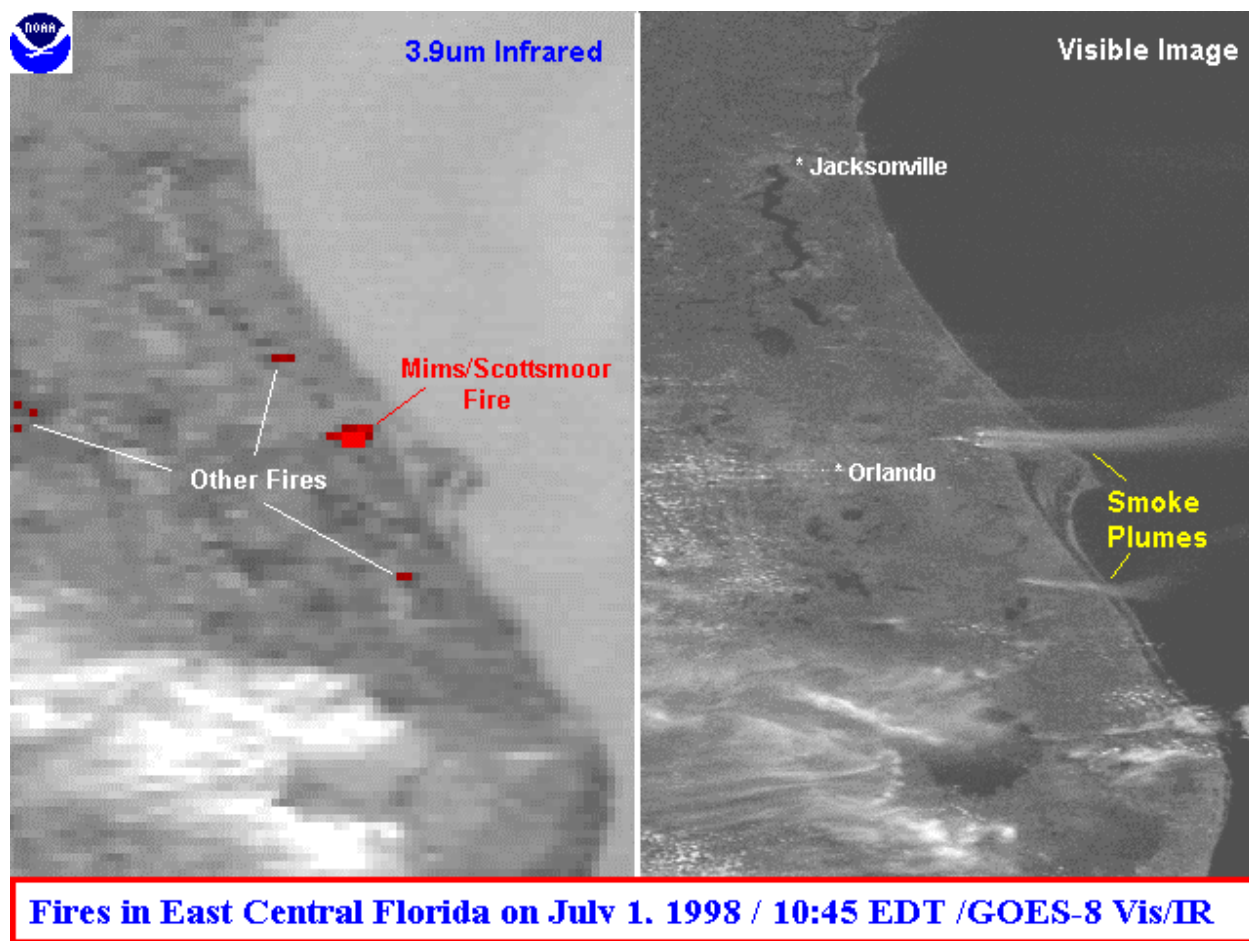 NOAA
3.9um Infrared
Mims/Scottsmoor
Fire
Other Fires
Visible Image
* Jacksonville
* Orlando
Smoke
Plumes
Fires in East Central Florida on July 1. 1998 / 10:45 EDT /GOES-8 Vis/IR